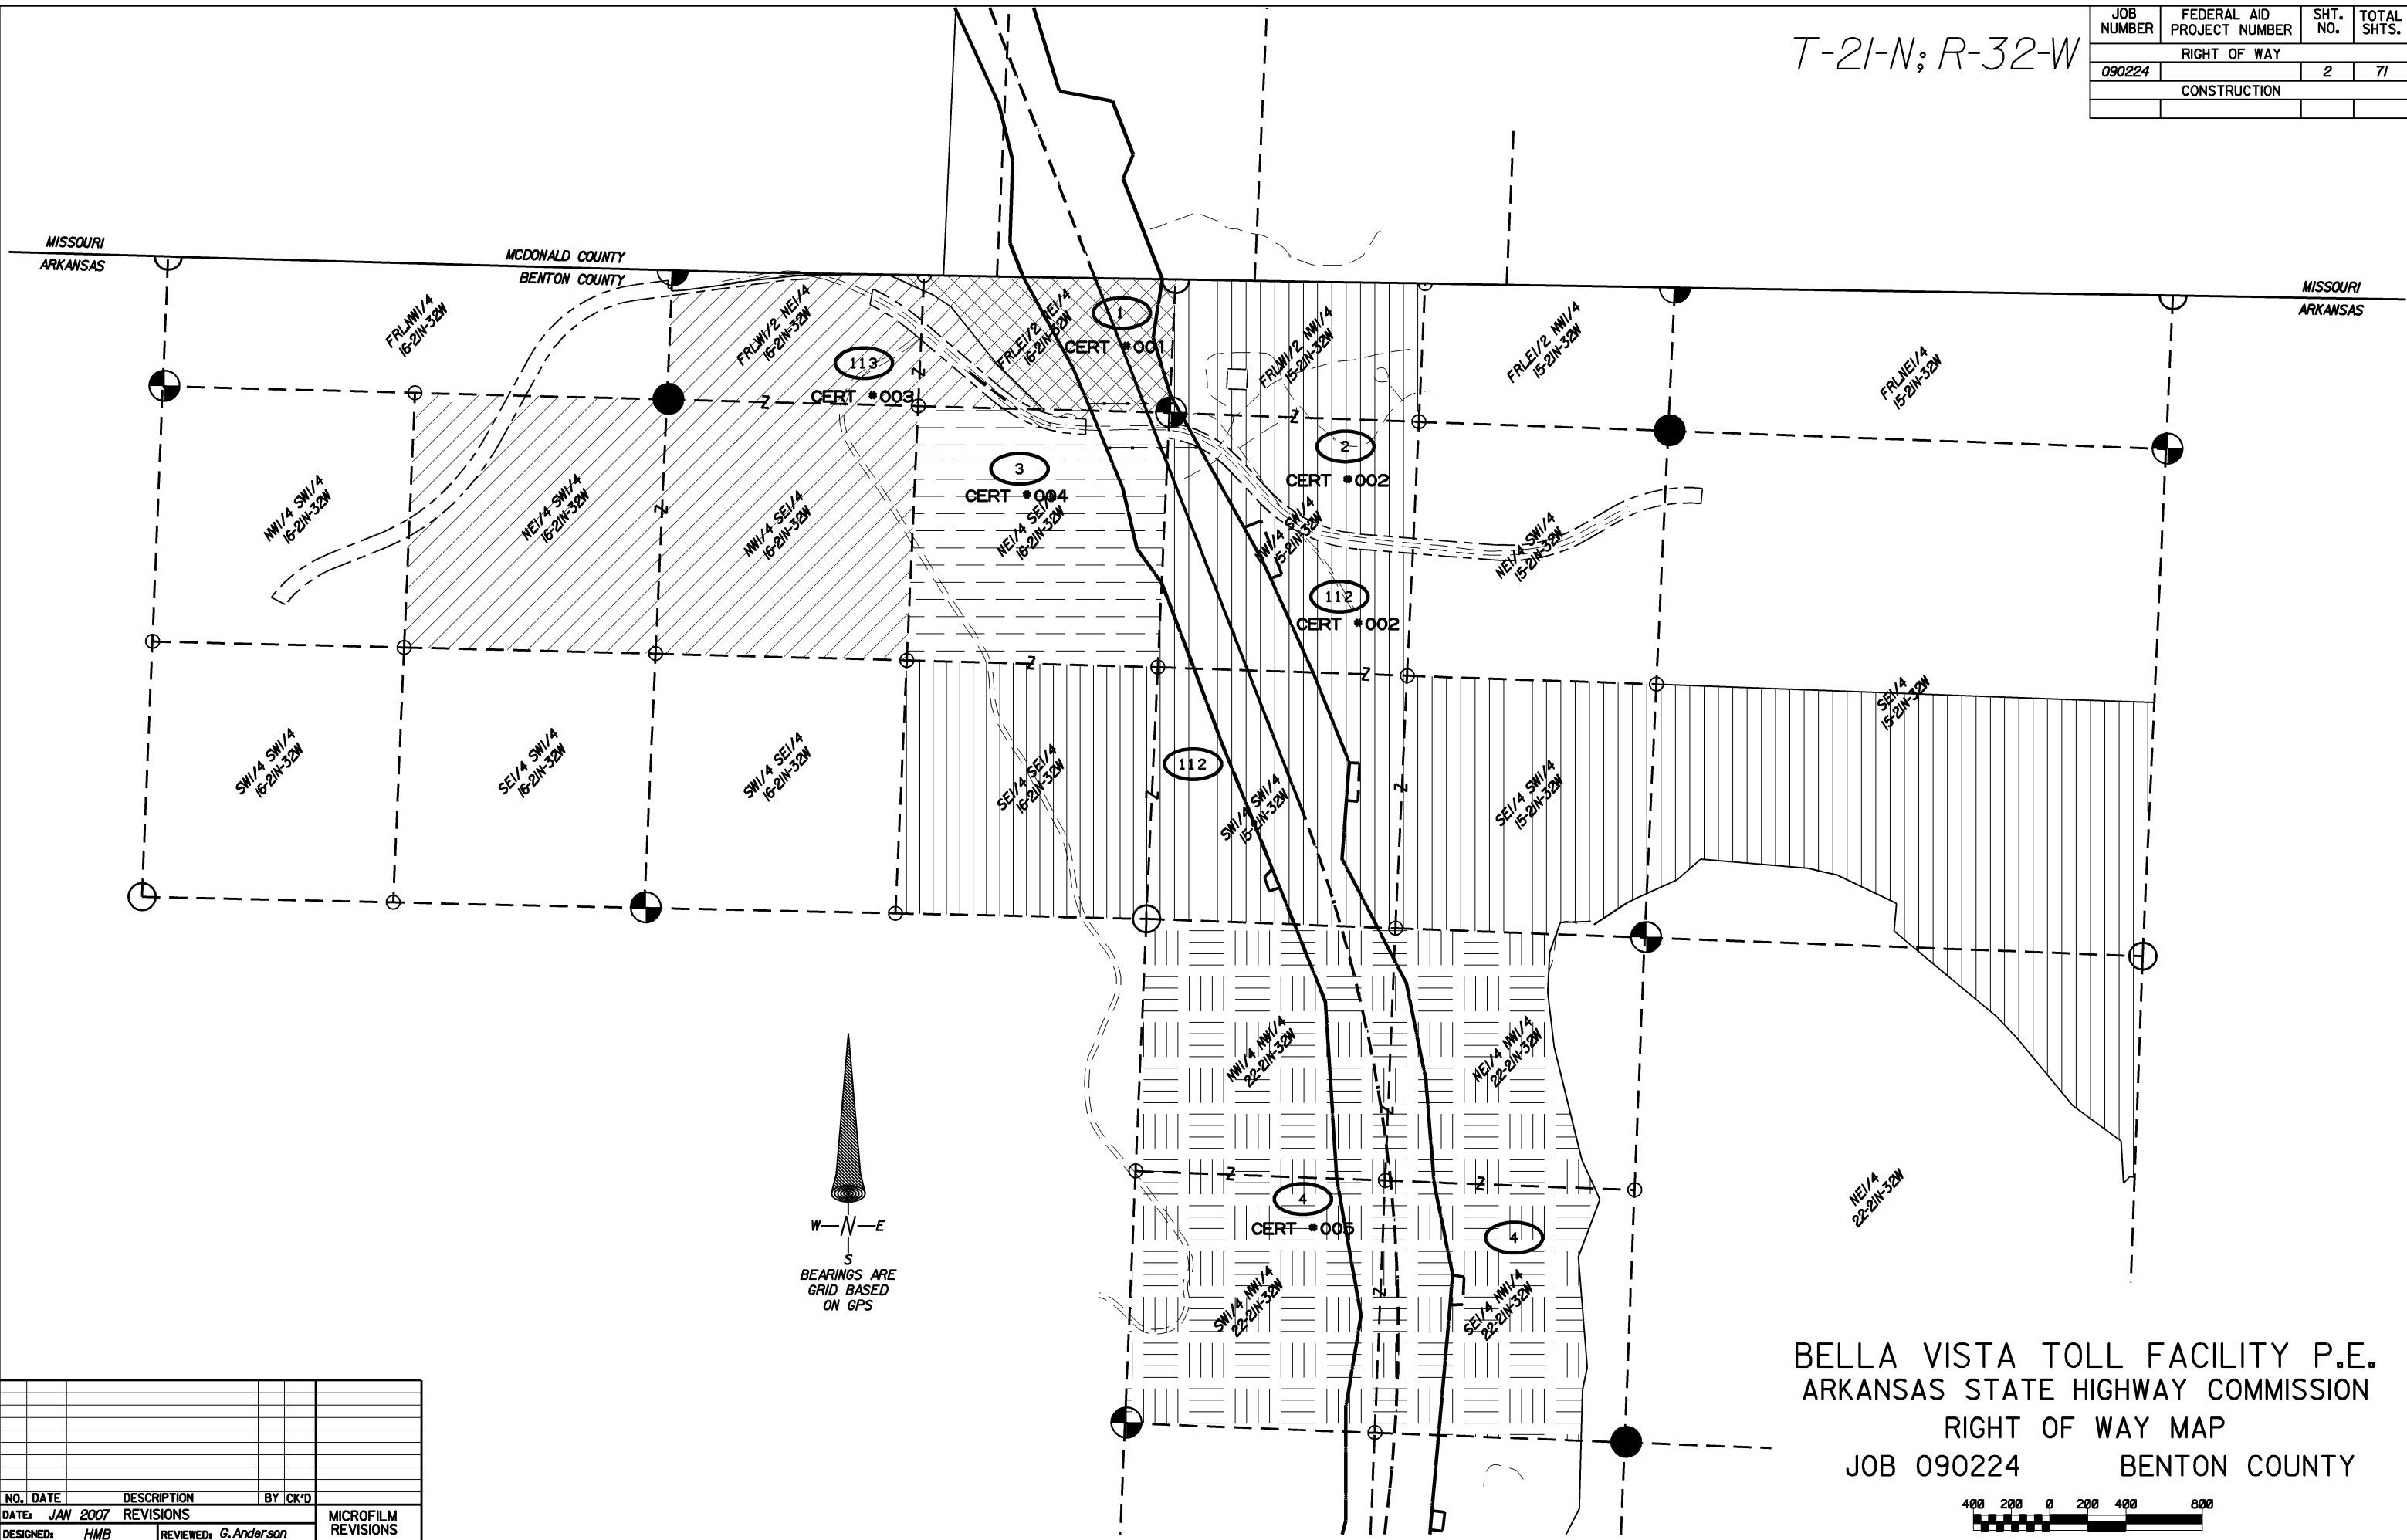 T-21-N; R-32-W
JOB NUMBER
FEDERAL AID PROJECT NUMBER
SHT. NO.
TOTAL SHTS.
RIGHT OF WAY
090224
2
71
CONSTRUCTION
MISSOURI
ARKANSAS
MCDONALD COUNTY
BENTON COUNTY
MISSOURI
ARKANSAS
FRL.NW1/4
16-21N-32W
FRL.W1/2 NE1/4
16-21N-32W
FRL.E1/2 NE1/4
16-21N-32W
1
CERT #001
FRL.W1/2 NW1/4
15-21N-32W
FRL.E1/2 NW1/4
15-21N-32W
FRL.NE1/4
15-21N-32W
113
CERT #003
2
CERT #002
3
CERT #004
NW1/4 SW1/4
16-21N-32W
NE1/4 SW1/4
16-21N-32W
NW1/4 SE1/4
16-21N-32W
NE1/4 SE1/4
16-21N-32W
NW1/4 SW1/4
15-21N-32W
NE1/4 SW1/4
15-21N-32W
112
CERT #002
SE1/4
15-21N-32W
SW1/4 SW1/4
16-21N-32W
SE1/4 SW1/4
16-21N-32W
SW1/4 SE1/4
16-21N-32W
SE1/4 SE1/4
16-21N-32W
112
SW1/4 SW1/4
15-21N-32W
SE1/4 SW1/4
15-21N-32W
NW1/4 NW1/4
22-21N-32W
NE1/4 NW1/4
22-21N-32W
NE1/4
22-21N-32W
4
CERT #005
4
SW1/4 NW1/4
22-21N-32W
SE1/4 NW1/4
22-21N-32W
W N E
S
BEARINGS ARE
GRID BASED
ON GPS
BELLA VISTA TOLL FACILITY P.E.
ARKANSAS STATE HIGHWAY COMMISSION
RIGHT OF WAY MAP
JOB 090224 BENTON COUNTY
400 200 0 200 400 800
NO. DATE DESCRIPTION BY CK'D
DATE: JAN 2007 REVISIONS
DESIGNED: HMB REVIEWED: G.Anderson
MICROFILM
REVISIONS